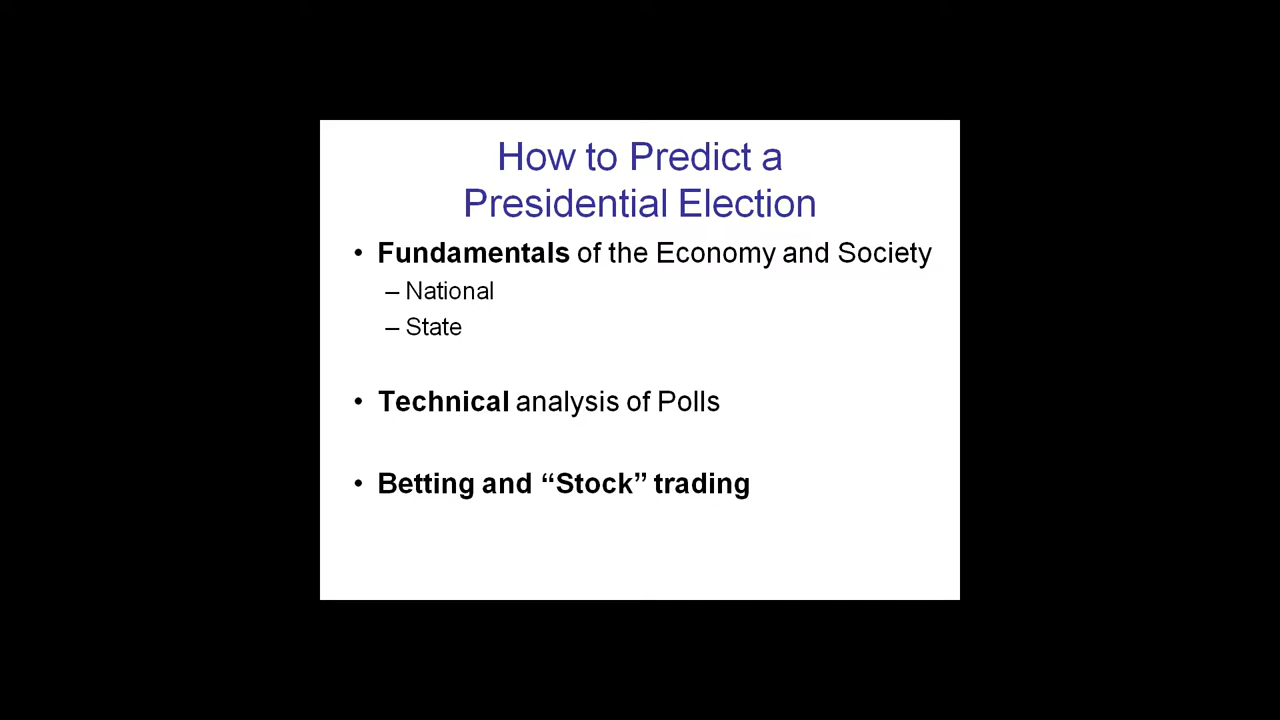 How to Predict a
Presidential Election
• Fundamentals of the Economy and Society
– National
– State
• Technical analysis of Polls
• Betting and “Stock” trading